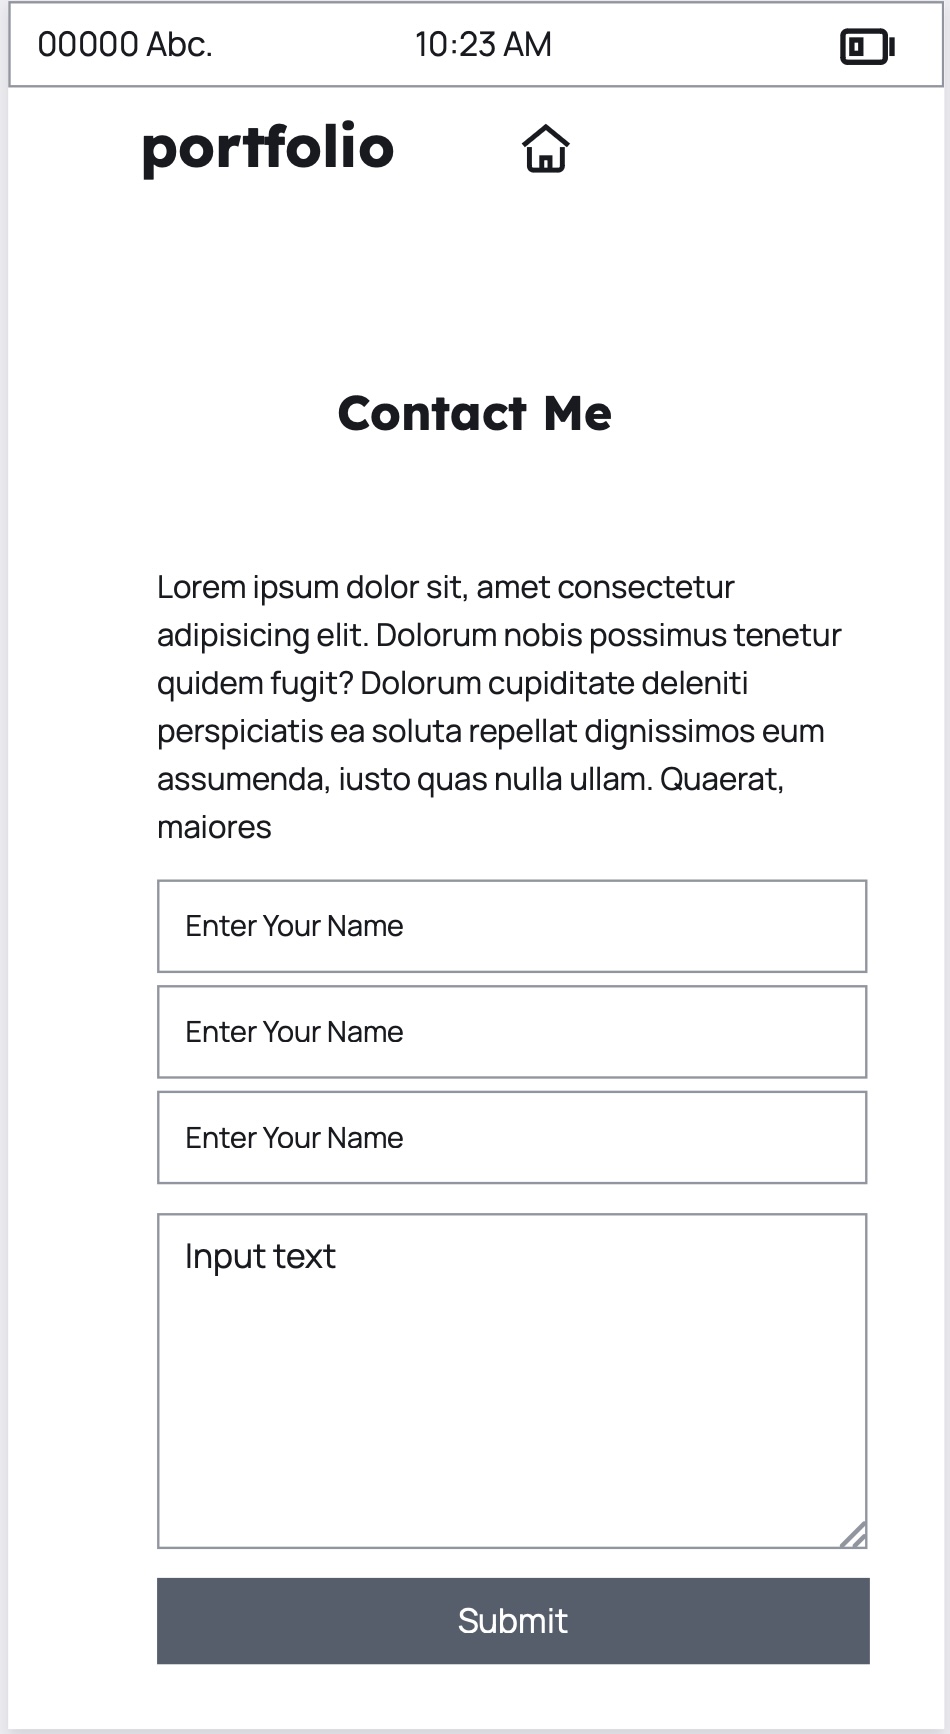 00000 Abc.
10:23 AM
portfolio
Contact Me
Lorem ipsum dolor sit, amet consectetur
adipisicing elit. Dolorum nobis possimus tenetur
quidem fugit? Dolorum cupiditate deleniti
perspiciatis ea soluta repellat dignissimos eum
assumenda, iusto quas nulla ullam. Quaerat,
maiores
Enter Your Name
Enter Your Name
Enter Your Name
Input text
Submit